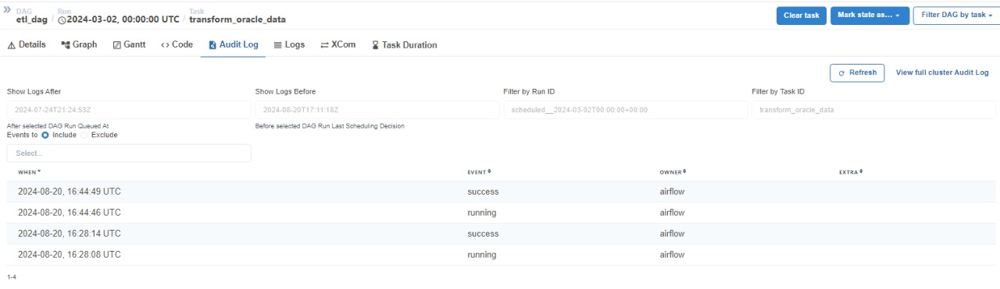 DAG Run Task
etl_dag / 2024-03-02, 00:00:00 UTC / transform_oracle_data
Clear task Mark state as... Filter DAG by task
Details Graph Gantt <> Code Audit Log Logs XCom Task Duration
Refresh View full cluster Audit Log
Show Logs After Show Logs Before Filter by Run ID Filter by Task ID
2024-07-24T21:24:53Z 2024-08-20T17:11:18Z scheduled__2024-03-02T00:00:00+00:00 transform_oracle_data
After selected DAG Run Queued At Before selected DAG Run Last Scheduling Decision
Events to Include Exclude
Select...
WHEN EVENT OWNER EXTRA
2024-08-20, 16:44:49 UTC success airflow
2024-08-20, 16:44:46 UTC running airflow
2024-08-20, 16:28:14 UTC success airflow
2024-08-20, 16:28:08 UTC running airflow
1-4